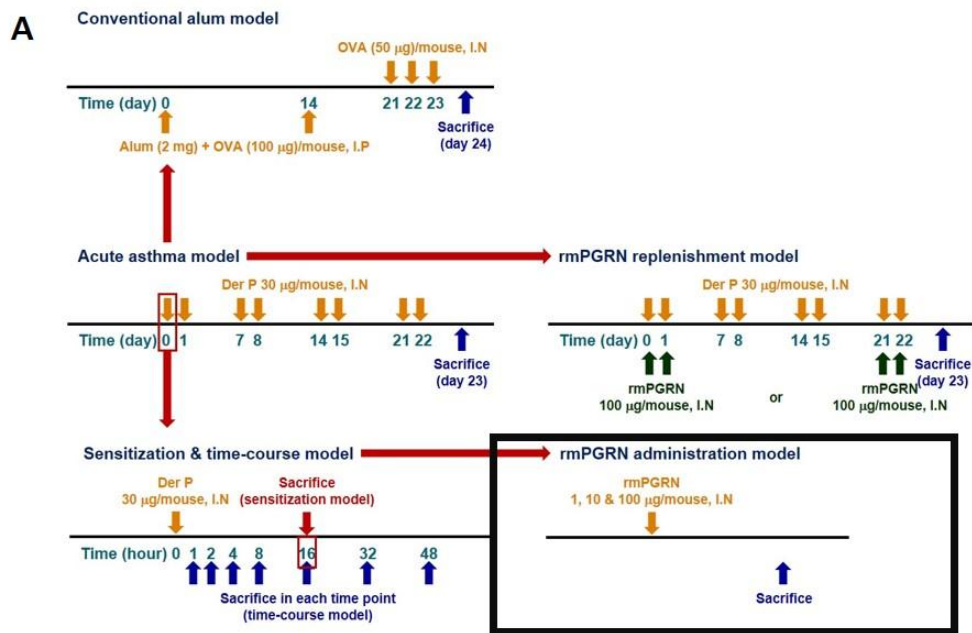 A
Conventional alum model
OVA (50 μg)/mouse, I.N
Time (day) 0 14 21 22 23
Alum (2 mg) + OVA (100 μg)/mouse, I.P
Sacrifice
(day 24)
Acute asthma model
Der P 30 μg/mouse, I.N
Time (day) 0 1 7 8 14 15 21 22
Sacrifice
(day 23)
rmPGRN replenishment model
Der P 30 μg/mouse, I.N
Time (day) 0 1 7 8 14 15 21 22
Sacrifice
(day 23)
rmPGRN
100 μg/mouse, I.N
or
rmPGRN
100 μg/mouse, I.N
Sensitization & time-course model
Der P
30 μg/mouse, I.N
Sacrifice
(sensitization model)
Time (hour) 0 1 2 4 8 16 32 48
Sacrifice in each time point
(time-course model)
rmPGRN administration model
rmPGRN
1, 10 & 100 μg/mouse, I.N
Sacrifice